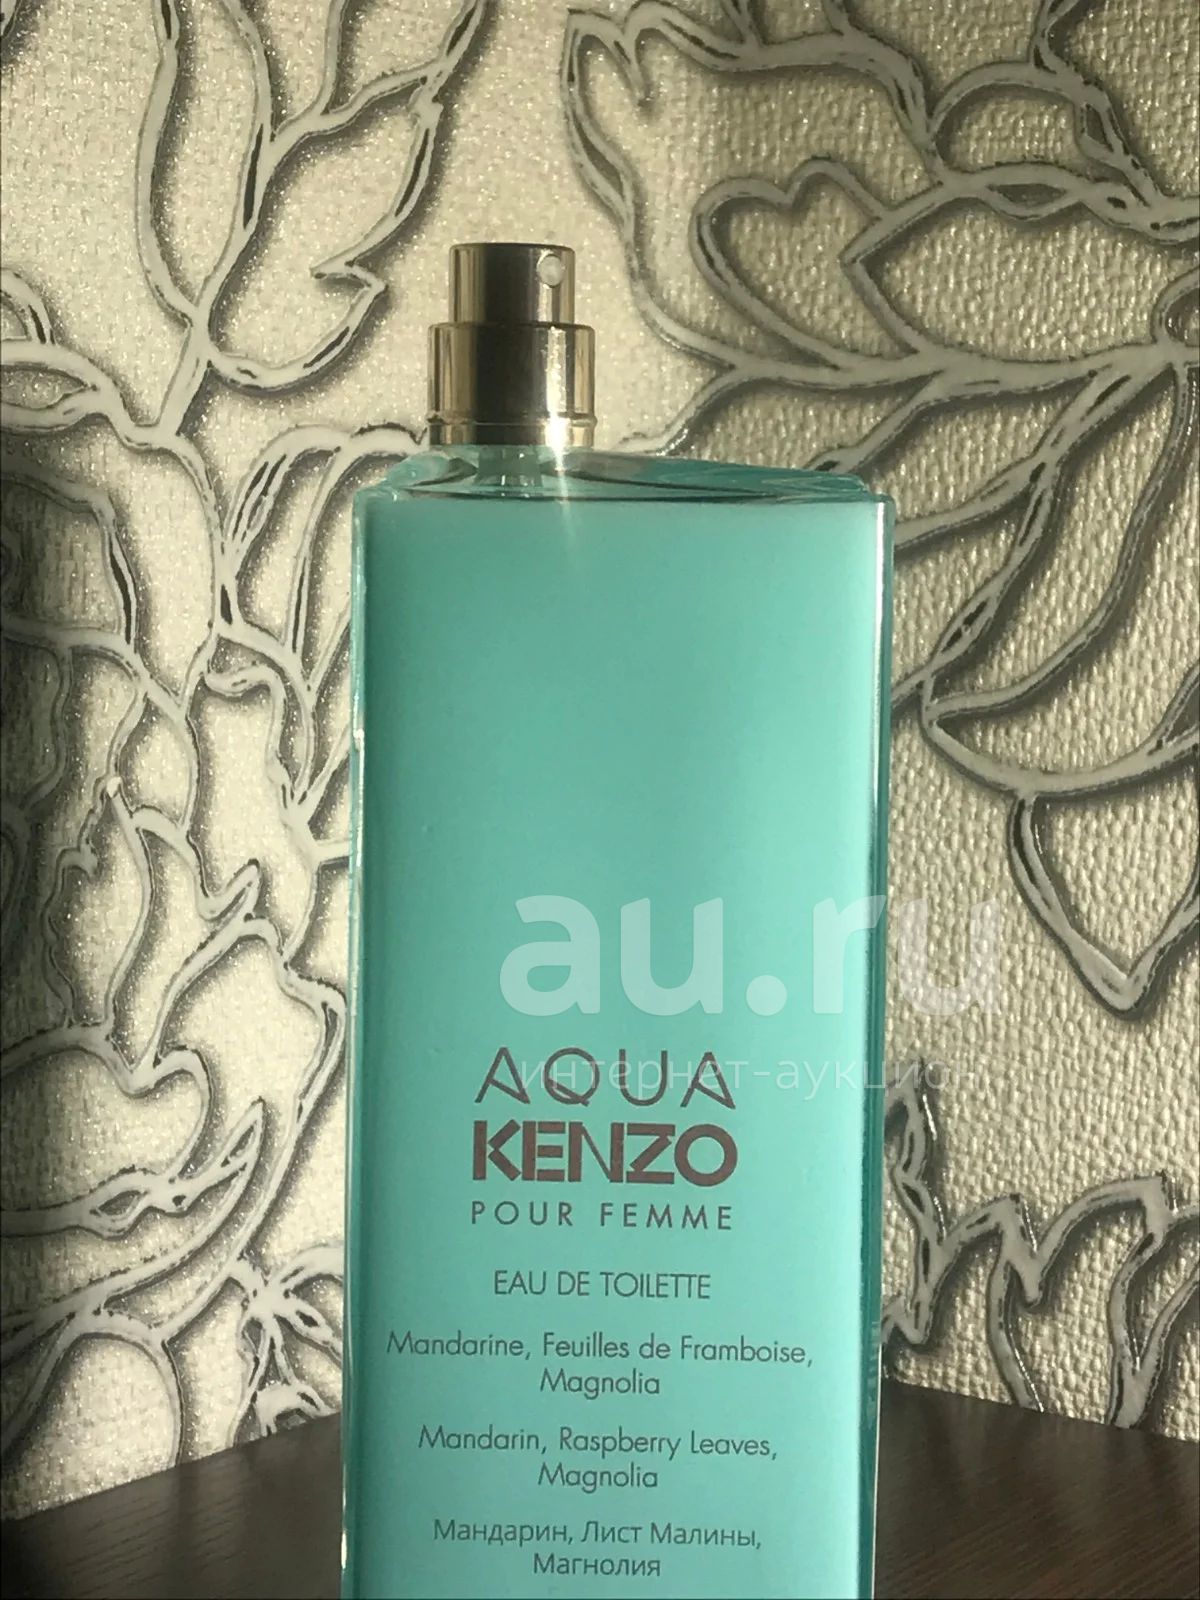 au.ru
интернет-аукцион
AQUA
KENZO
POUR FEMME
EAU DE TOILETTE
Mandarine, Feuilles de Framboise,
Magnolia
Mandarin, Raspberry Leaves,
Magnolia
Мандарин, Лист Малины,
Магнолия